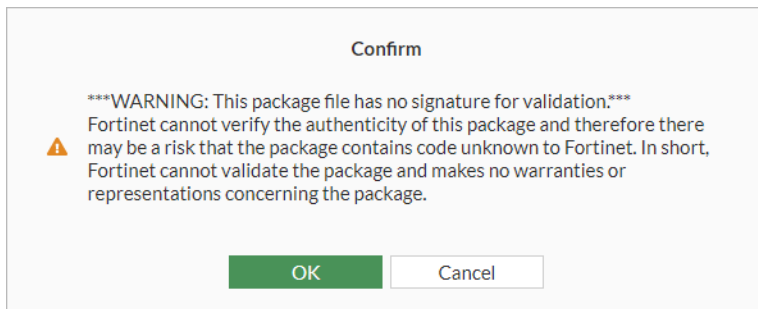 Confirm
***WARNING: This package file has no signature for validation.***
Fortinet cannot verify the authenticity of this package and therefore there
may be a risk that the package contains code unknown to Fortinet. In short,
Fortinet cannot validate the package and makes no warranties or
representations concerning the package.
OK
Cancel